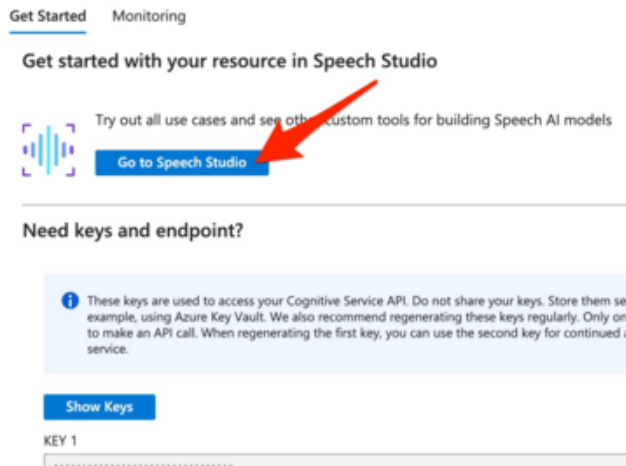 Get Started Monitoring
Get started with your resource in Speech Studio
Try out all use cases and see custom tools for building Speech AI models
Go to Speech Studio
Need keys and endpoint?
These keys are used to access your Cognitive Service API. Do not share your keys. Store them
example, using Azure Key Vault. We also recommend regenerating these keys regularly. Only
to make an API call. When regenerating the first key, you can use the second key for continued
service.
Show Keys
KEY 1